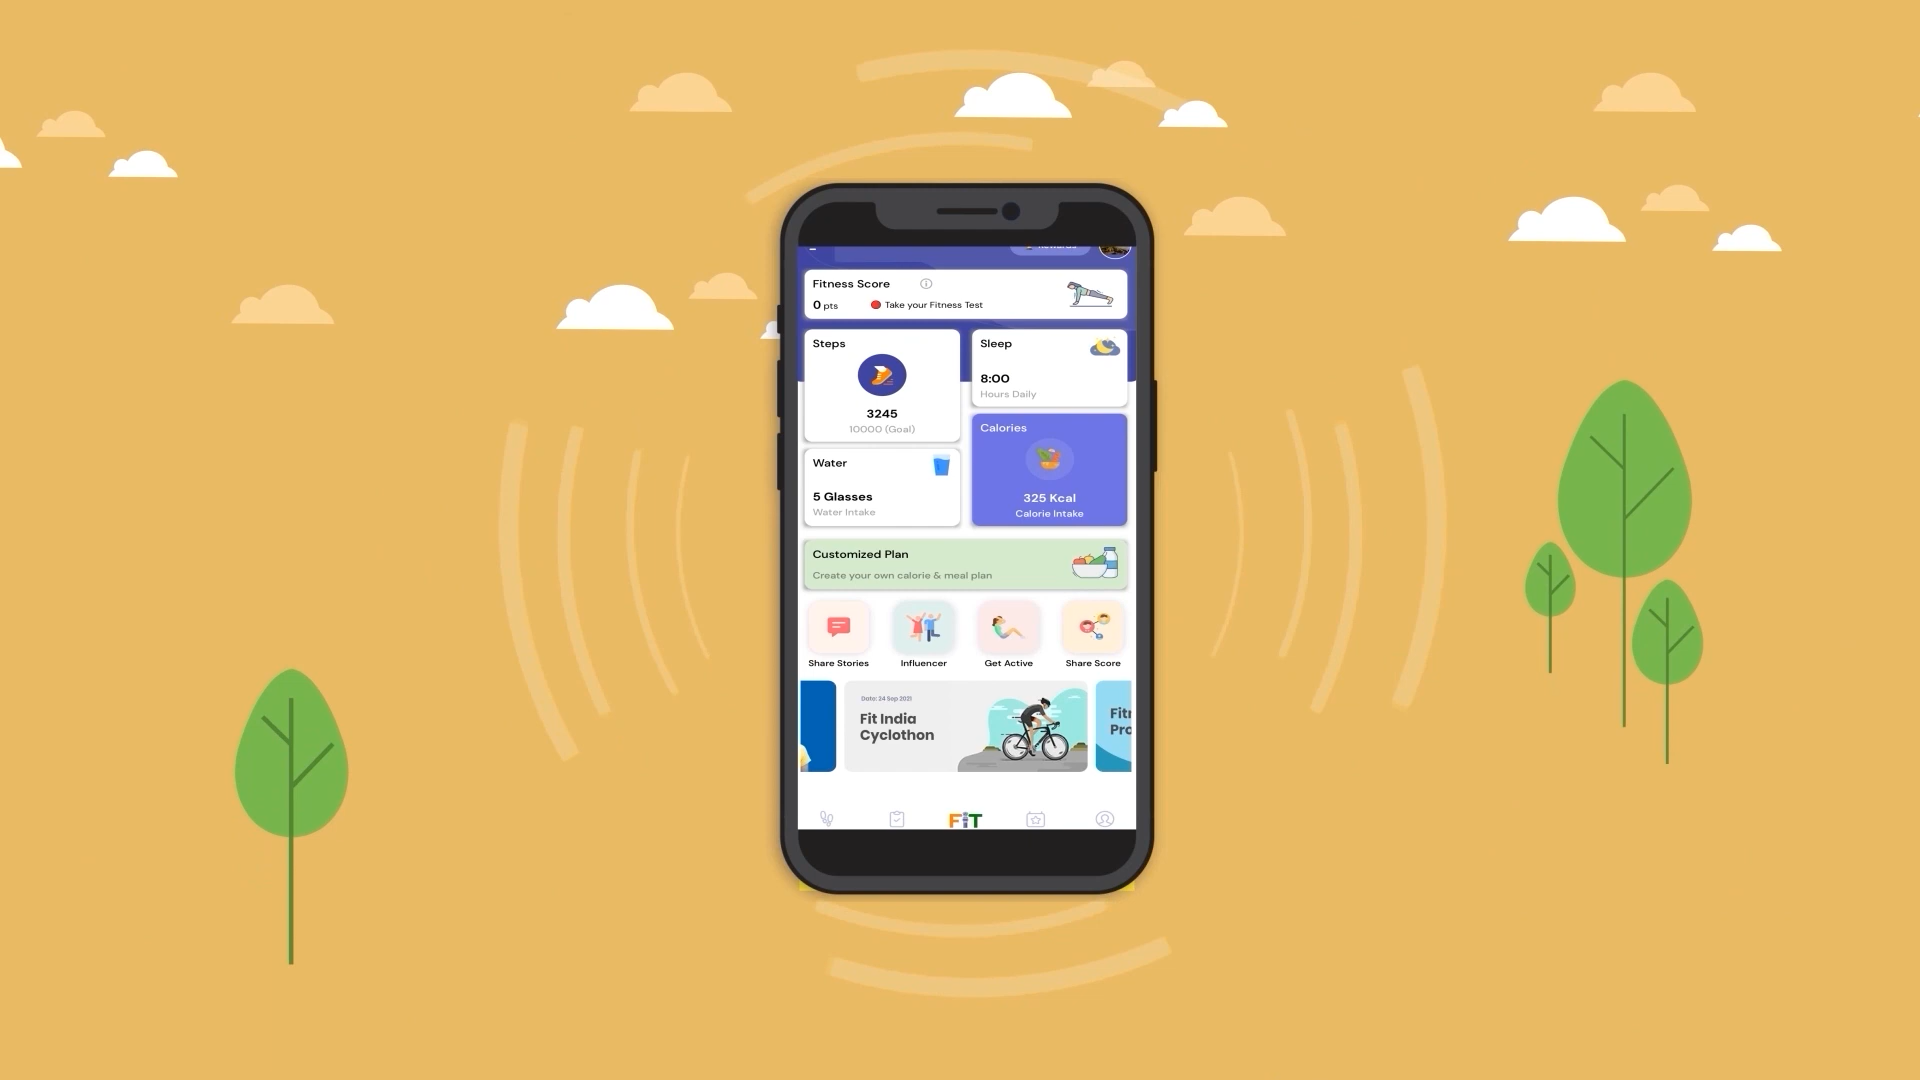 Rewards
Fitness Score
0 pts
Take your Fitness Test
Steps
3245
10000 (Goal)
Sleep
8:00
Hours Daily
Water
5 Glasses
Water Intake
Calories
325 Kcal
Calorie Intake
Customized Plan
Create your own calorie & meal plan
Share Stories
Influencer
Get Active
Share Score
Date: 24 Sep 2021
Fit India
Cyclothon
FiT